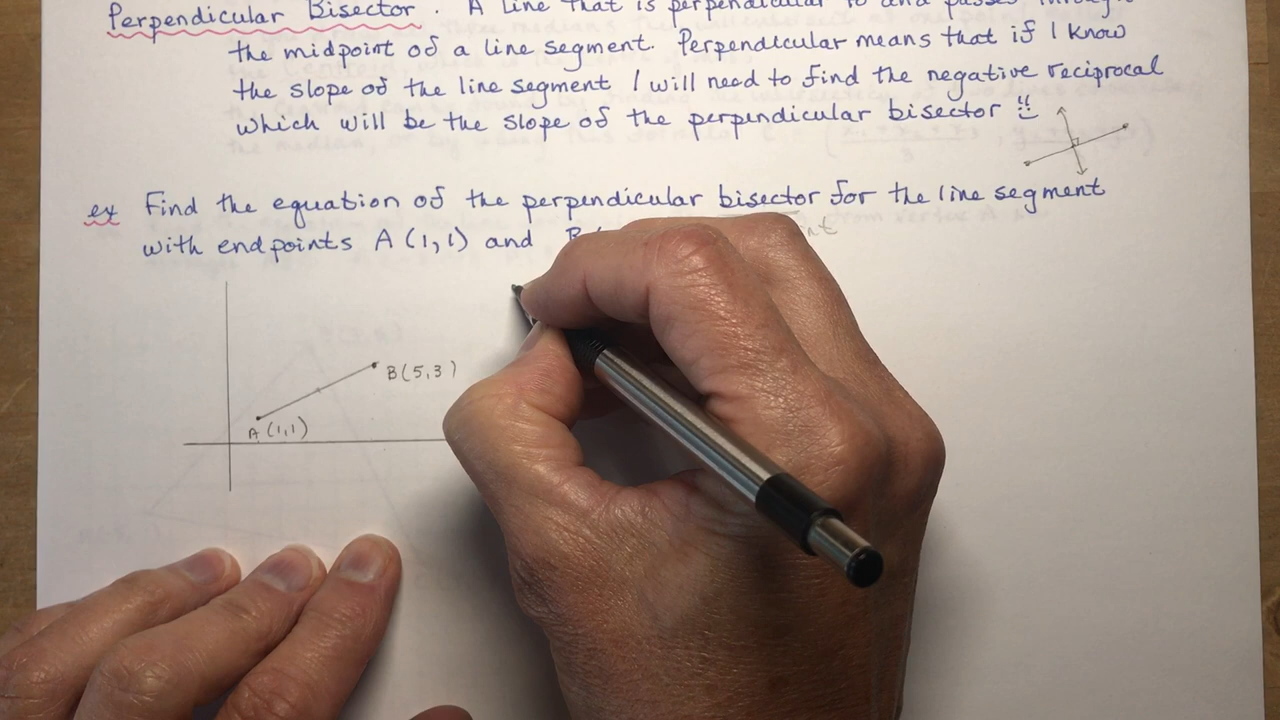 Perpendicular Bisector. A line that is perpendicular to and passes through
the midpoint of a line segment. Perpendicular means that if I know
the slope of the line segment I will need to find the negative reciprocal
which will be the slope of the perpendicular bisector
ex Find the equation of the perpendicular bisector for the line segment
with endpoints A(1,1) and B(
B(5,3)
A(1,1)